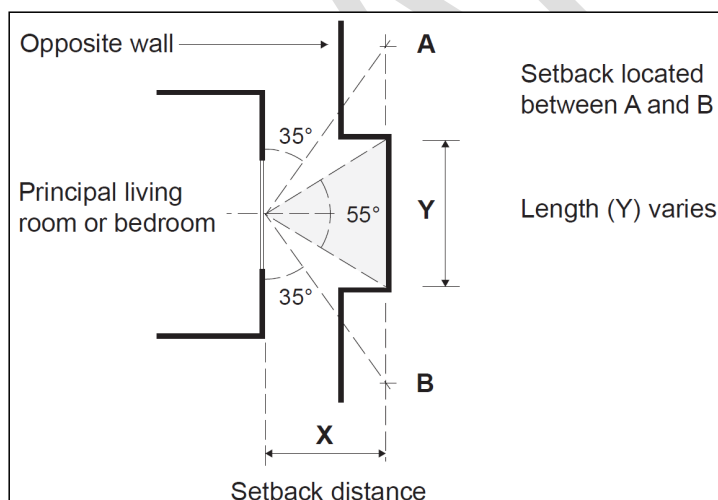 Opposite wall
A
Setback located
between A and B
35°
Principal living
room or bedroom
55°
Y
Length (Y) varies
35°
B
X
Setback distance